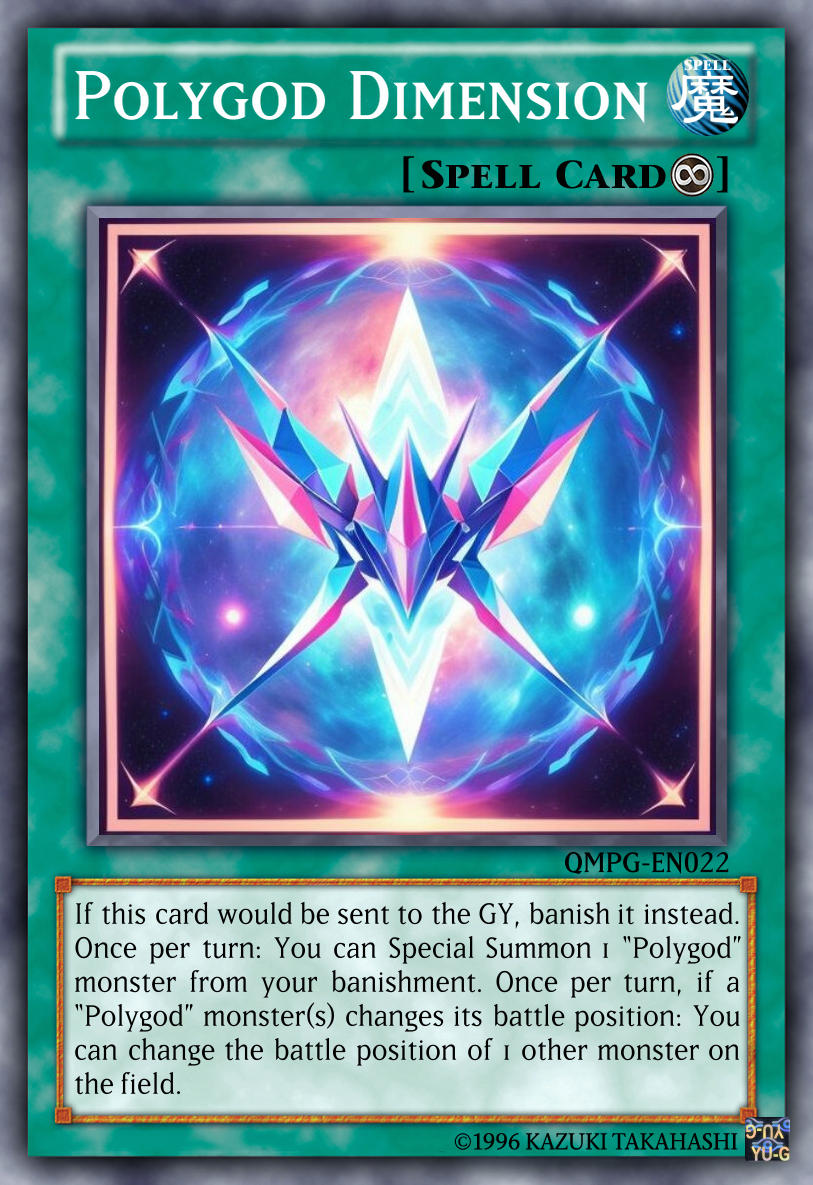 Polygod Dimension
SPELL
魔
[Spell Card∞]
QMPG-EN022
If this card would be sent to the GY, banish it instead.
Once per turn: You can Special Summon 1 "Polygod"
monster from your banishment. Once per turn, if a
"Polygod" monster(s) changes its battle position: You
can change the battle position of 1 other monster on
the field.
©1996 KAZUKI TAKAHASHI
YU-G
YU-G